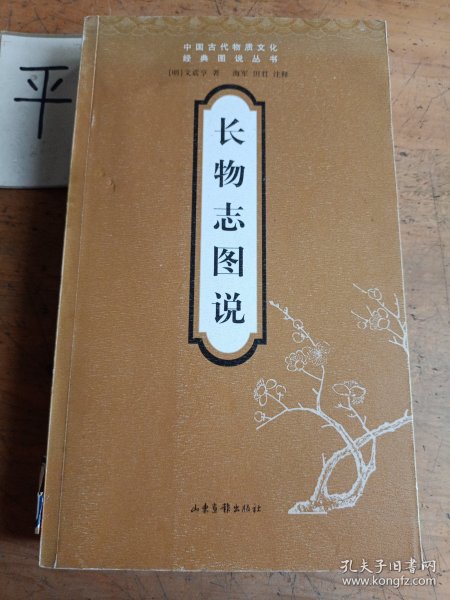 平
中国古代物质文化
经典图说丛书
[明]文震亨 著 海军 田君 注释
长物志图说
山东画报出版社
孔夫子旧书网
www.kongfz.com